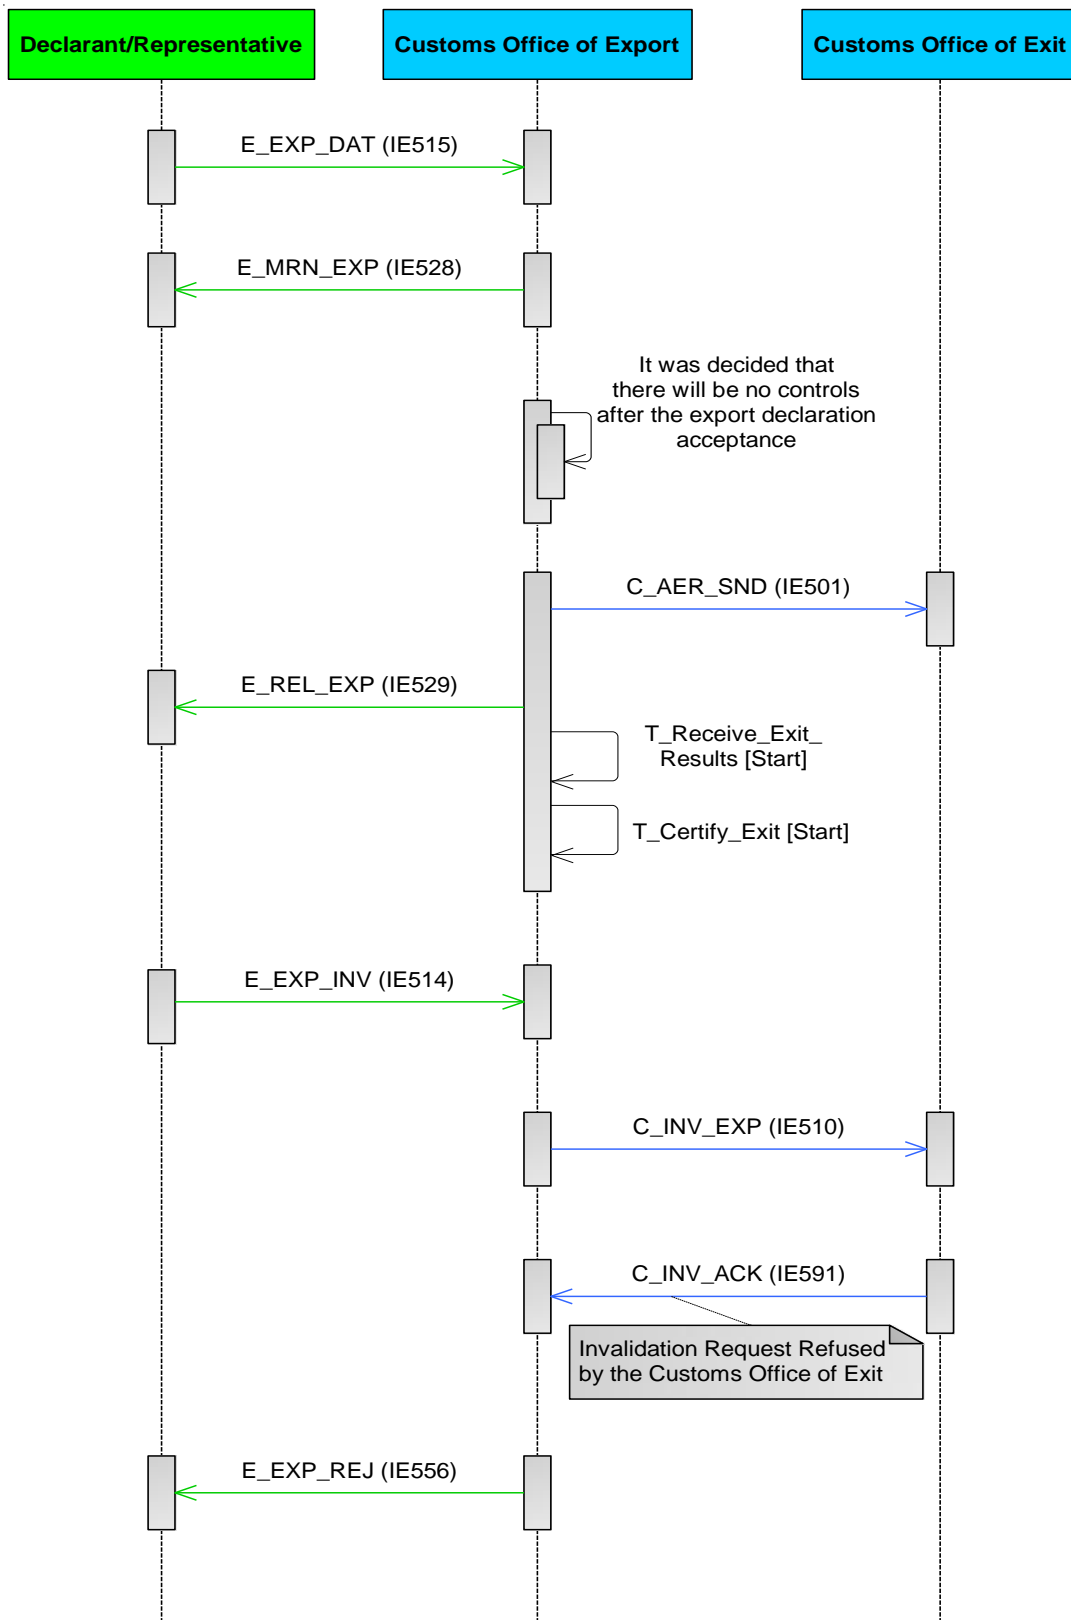 Declarant/Representative
Customs Office of Export
Customs Office of Exit
E_EXP_DAT (IE515)
E_MRN_EXP (IE528)
It was decided that
there will be no controls
after the export declaration
acceptance
C_AER_SND (IE501)
E_REL_EXP (IE529)
T_Receive_Exit_
Results [Start]
T_Certify_Exit [Start]
E_EXP_INV (IE514)
C_INV_EXP (IE510)
C_INV_ACK (IE591)
Invalidation Request Refused
by the Customs Office of Exit
E_EXP_REJ (IE556)